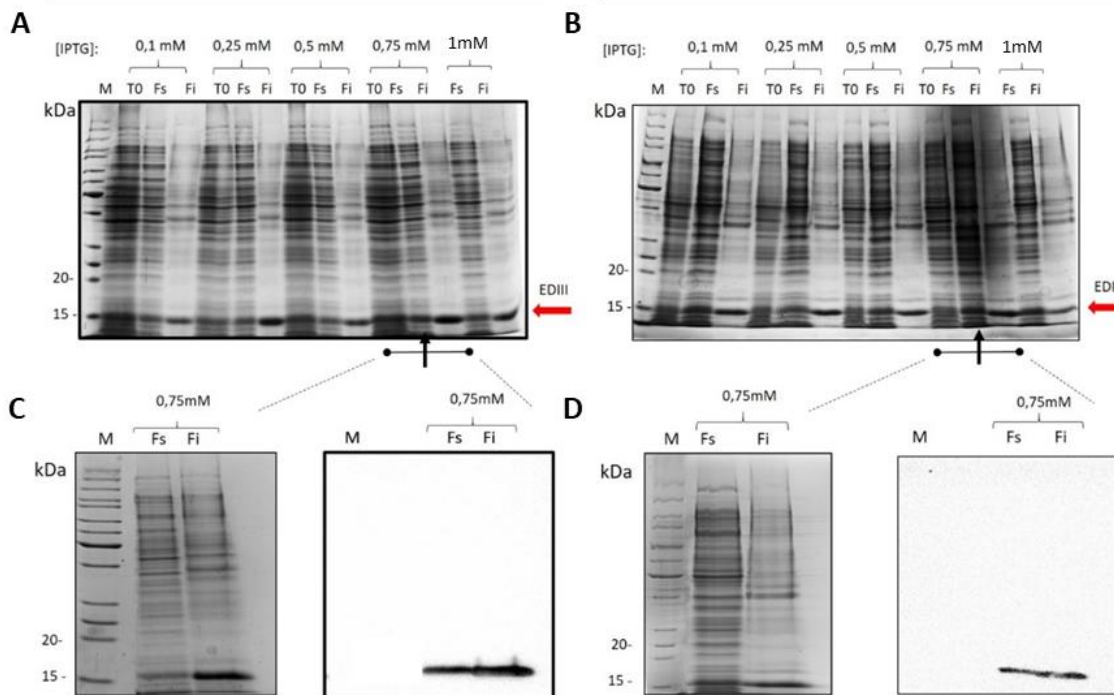 A
[IPTG]: 0,1 mM 0,25 mM 0,5 mM 0,75 mM 1mM
M T0 Fs Fi T0 Fs Fi T0 Fs Fi T0 Fs Fi Fs Fi
kDa
20-
15 -
EDIII
B
[IPTG]: 0,1 mM 0,25 mM 0,5 mM 0,75 mM 1mM
M T0 Fs Fi T0 Fs Fi T0 Fs Fi T0 Fs Fi Fs Fi
kDa
20-
15 -
EDI
C
0,75mM
M Fs Fi
kDa
20-
15 -
0,75mM
M Fs Fi
D
0,75mM
M Fs Fi
kDa
20-
15 -
0,75mM
M Fs Fi